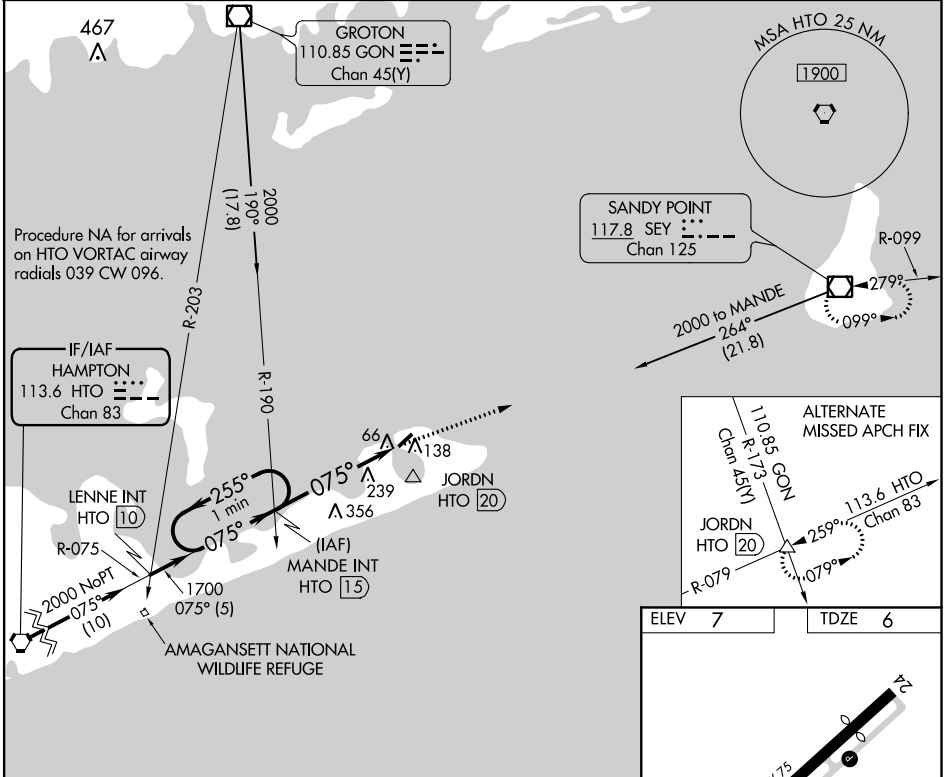 467
GROTON
110.85 GON
Chan 45(Y)
MSA HTO 25 NM
1900
2000
190°
(17.8)
Procedure NA for arrivals
on HTO VORTAC airway
radials 039 CW 096.
R-203
SANDY POINT
117.8 SEY
Chan 125
R-099
279°
099°
2000 to MANDE
264°
(21.8)
IF/IAF
HAMPTON
113.6 HTO
Chan 83
R-190
66
138
239
356
JORDN
HTO 20
075°
255°
1 min
075°
LENNE INT
HTO 10
(IAF)
MANDE INT
HTO 15
R-075
2000 NoPT
075°
(10)
1700
075° (5)
AMAGANSETT NATIONAL
WILDLIFE REFUGE
ALTERNATE
MISSED APCH FIX
110.85 GON
R-173
Chan 45(Y)
113.6 HTO
Chan 83
JORDN
HTO 20
259°
079°
R-079
ELEV 7
TDZE 6
24
P